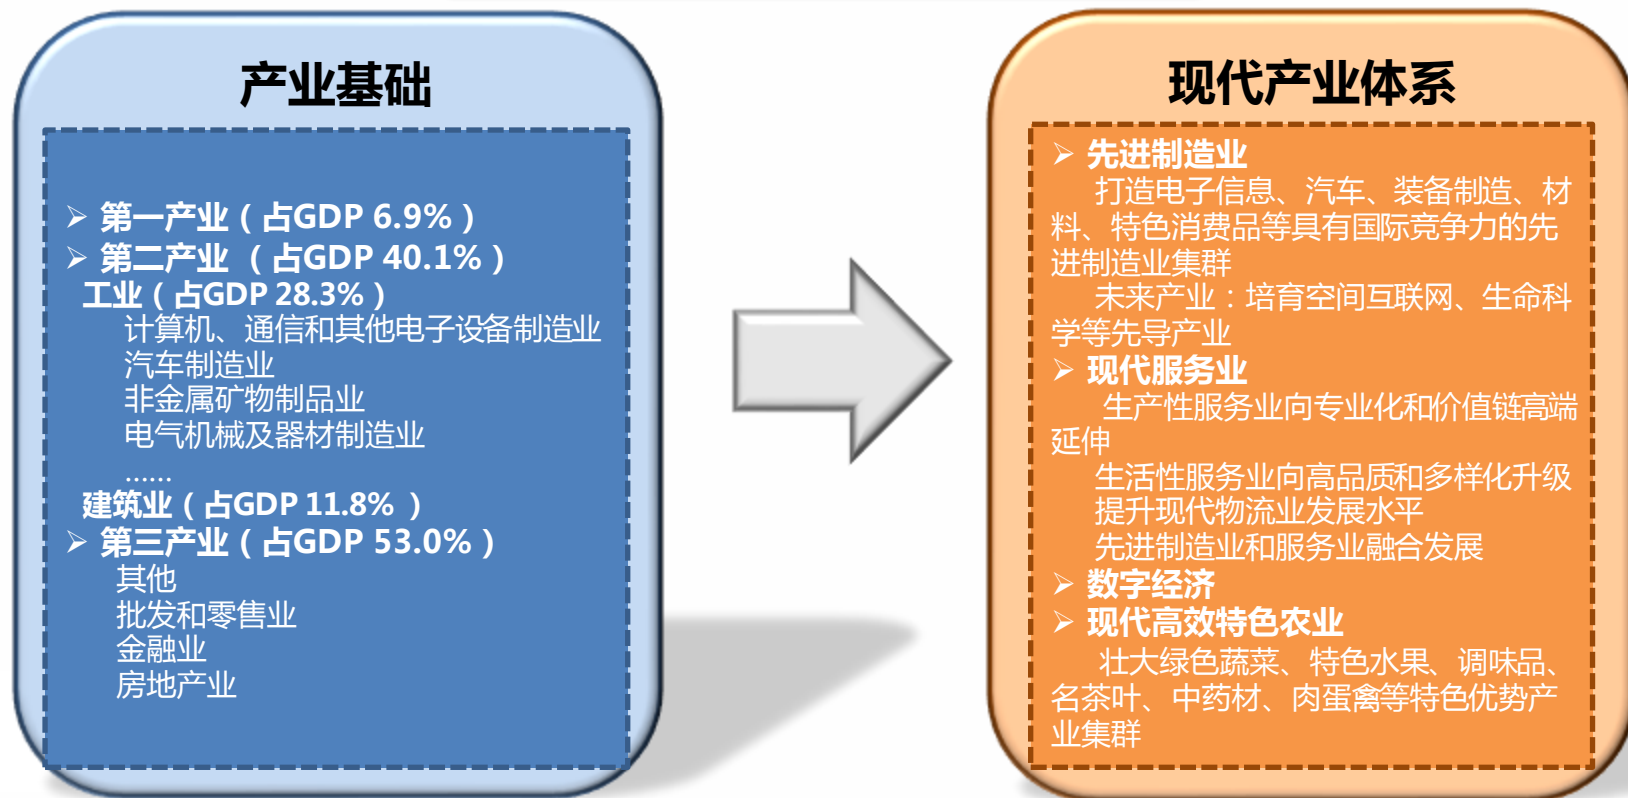 产业基础
➢ 第一产业（占GDP 6.9%）
➢ 第二产业 （占GDP 40.1%）
工业（占GDP 28.3%）
计算机、通信和其他电子设备制造业
汽车制造业
非金属矿物制品业
电气机械及器材制造业
……
建筑业（占GDP 11.8% ）
➢ 第三产业（占GDP 53.0%）
其他
批发和零售业
金融业
房地产业
现代产业体系
➢ 先进制造业
打造电子信息、汽车、装备制造、材
料、特色消费品等具有国际竞争力的先
进制造业集群
未来产业：培育空间互联网、生命科
学等先导产业
➢ 现代服务业
生产性服务业向专业化和价值链高端
延伸
生活性服务业向高品质和多样化升级
提升现代物流业发展水平
先进制造业和服务业融合发展
➢ 数字经济
➢ 现代高效特色农业
壮大绿色蔬菜、特色水果、调味品、
名茶叶、中药材、肉蛋禽等特色优势产
业集群